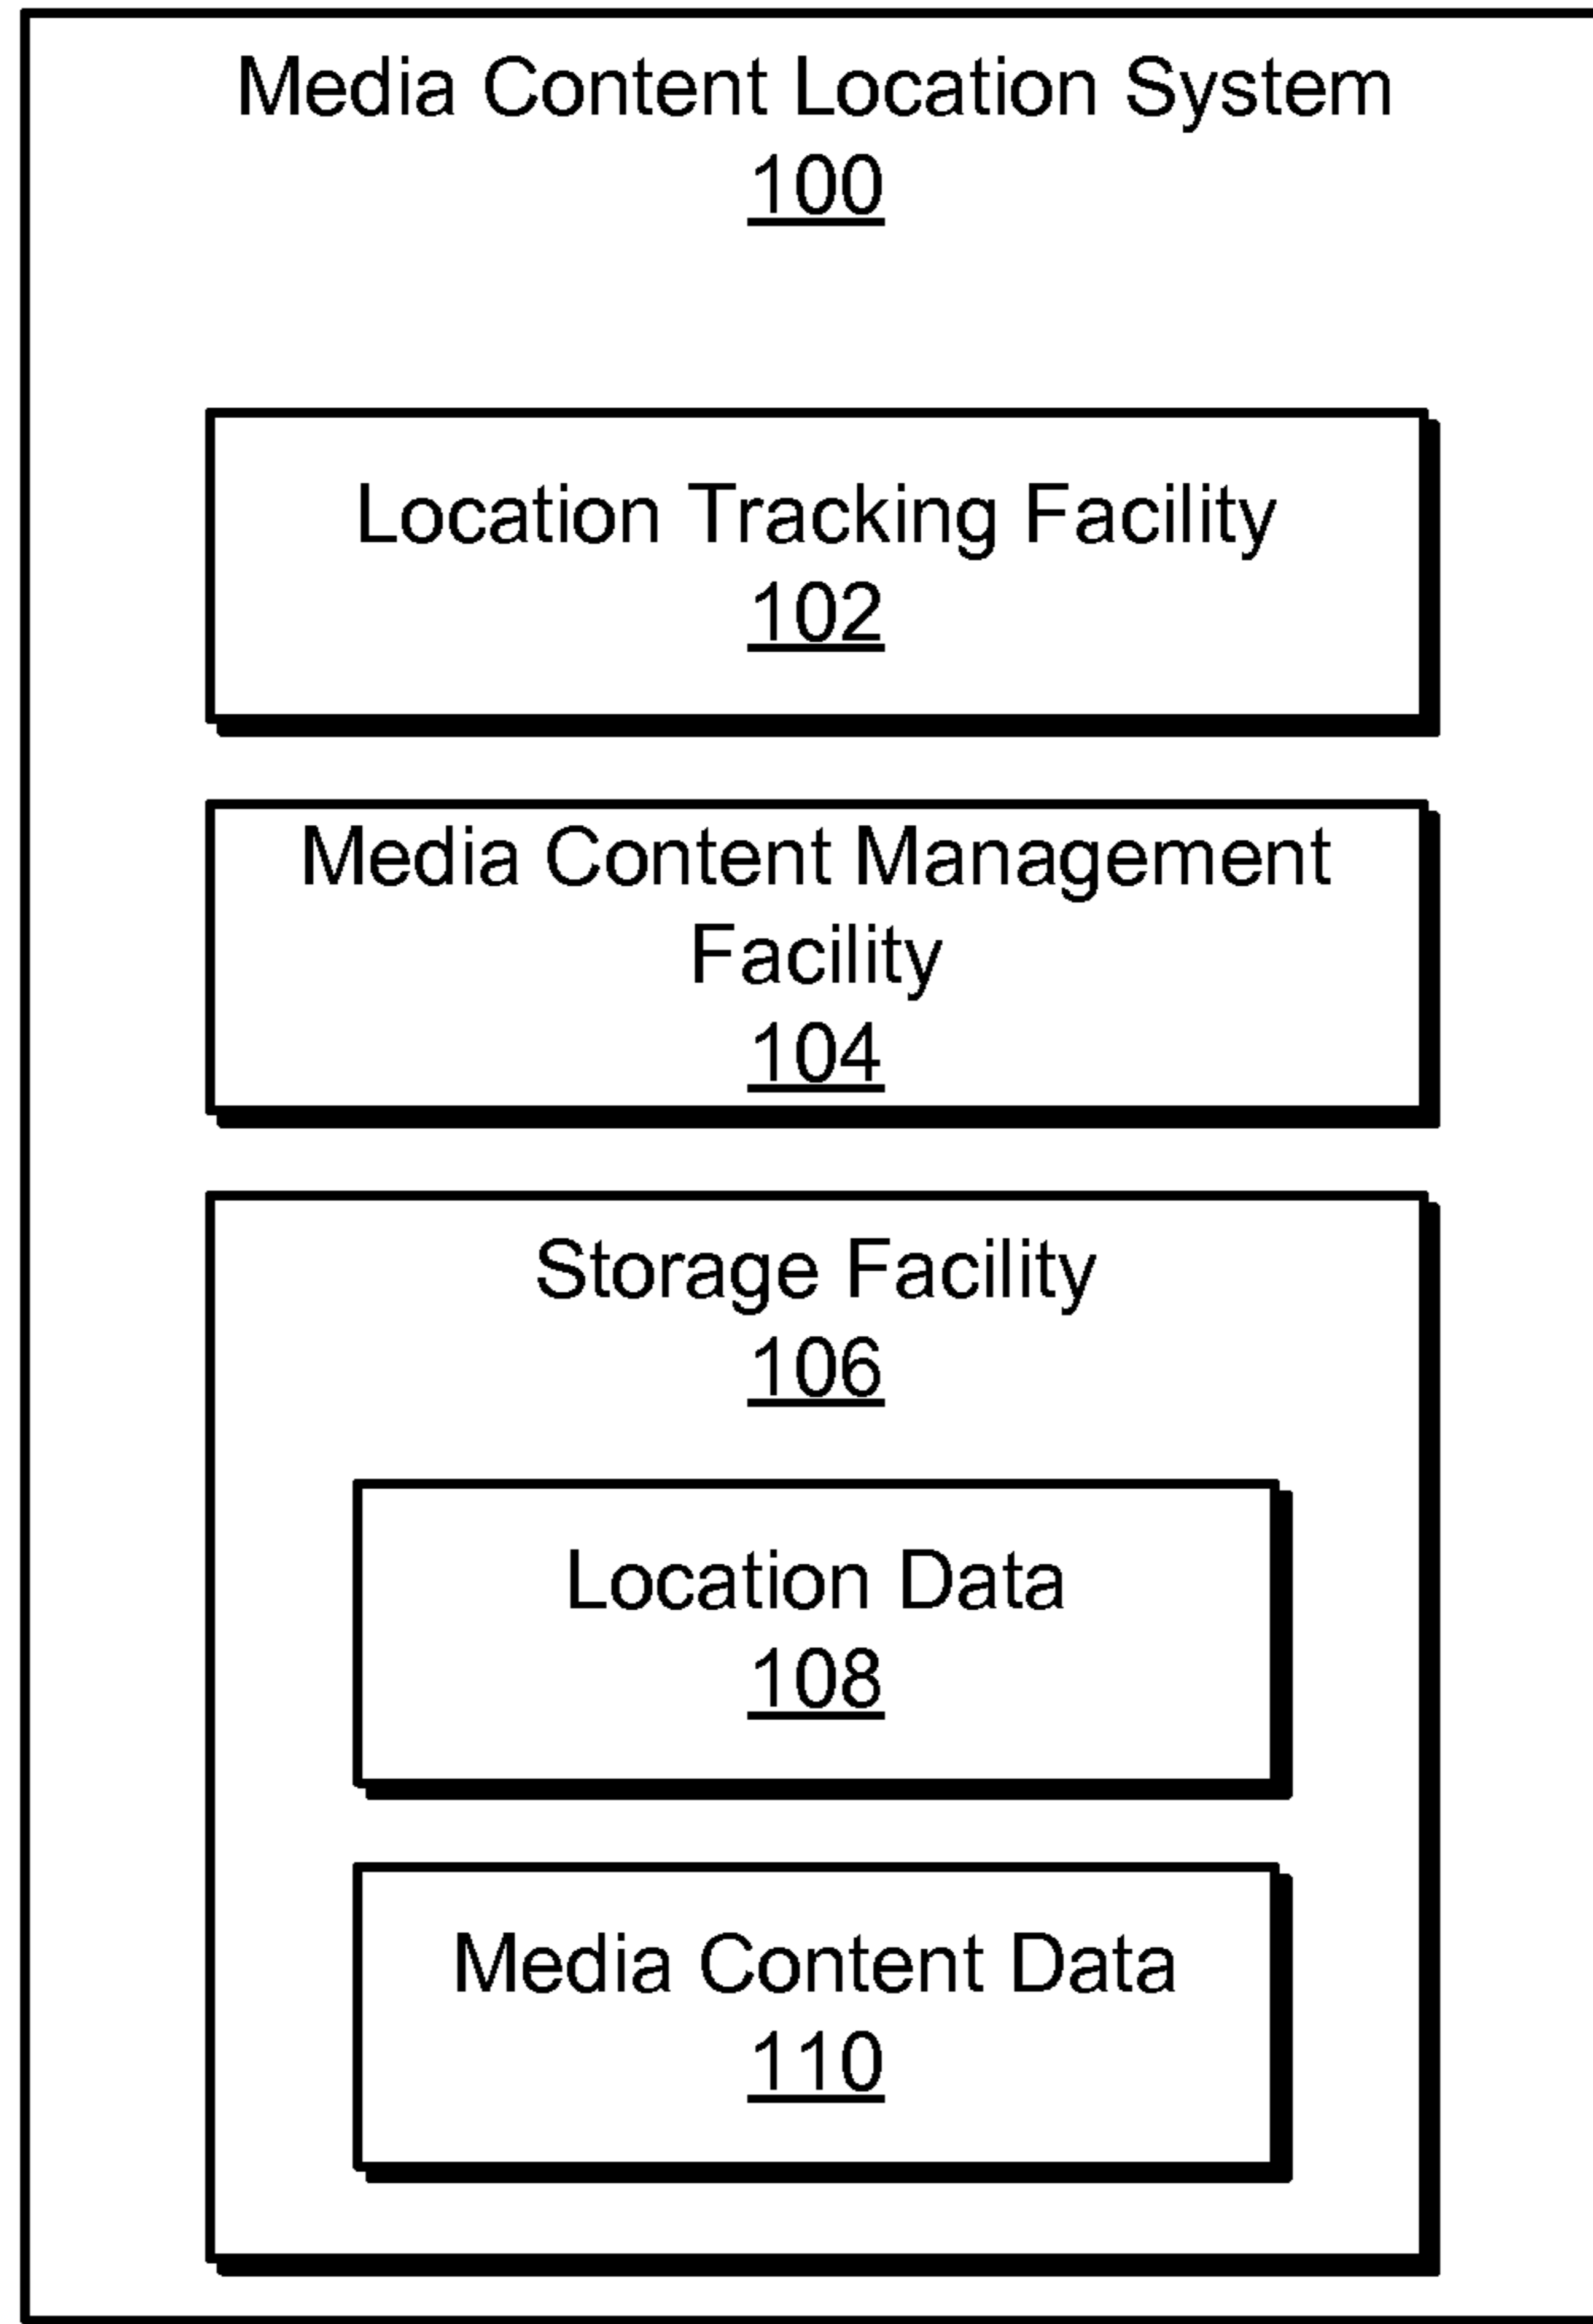 Media Content Location System
100
Location Tracking Facility
102
Media Content Management
Facility
104
Storage Facility
106
Location Data
108
Media Content Data
110